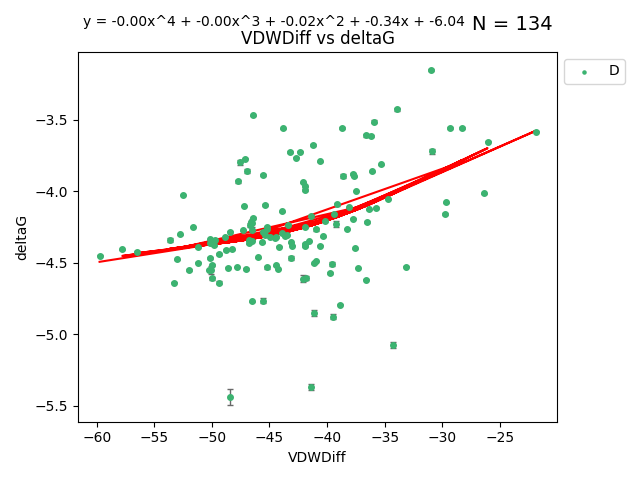 y = -0.00x^4 + -0.00x^3 + -0.02x^2 + -0.34x + -6.04
N = 134
VDWDiff vs deltaG
D
deltaG
−3.5
−4.0
−4.5
−5.0
−5.5
−60 −55 −50 −45 −40 −35 −30 −25
VDWDiff